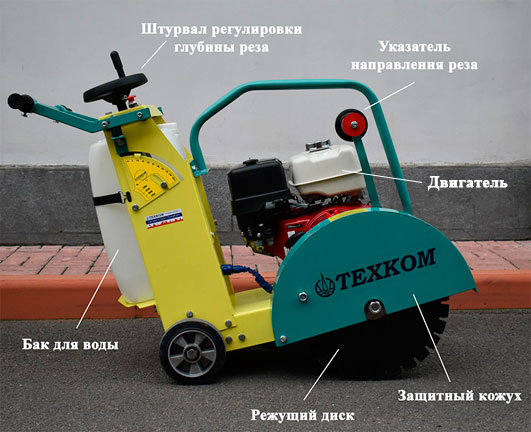 Штурвал регулировки
глубины реза
Указатель
направления реза
Двигатель
ТЕХКОМ
Бак для воды
Защитный кожух
Режущий диск